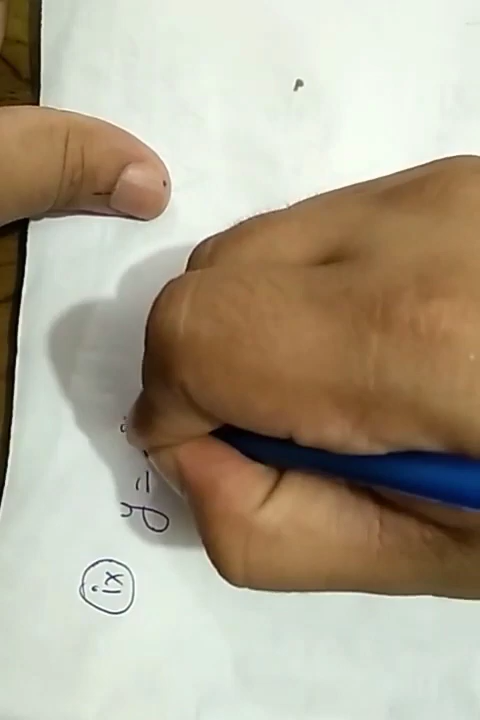 ix y =